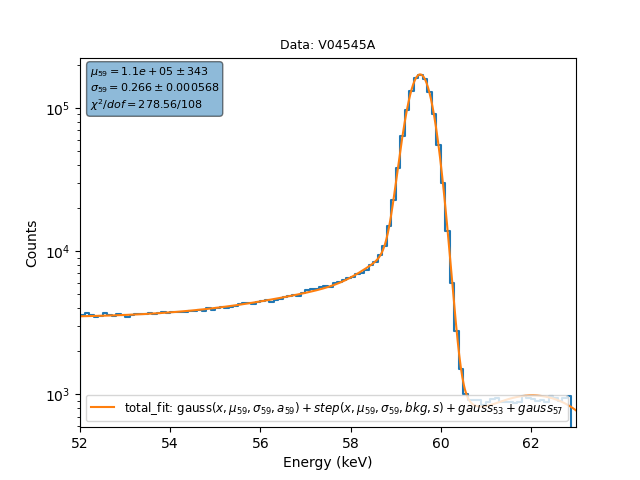 Data: V04545A
μ₅₉ = 1.1e + 05 ± 343
σ₅₉ = 0.266 ± 0.000568
χ²/dof = 278.56/108
10⁵
10⁴
10³
Counts
total_fit: gauss(x, μ₅₉, σ₅₉, a₅₉) + step(x, μ₅₉, σ₅₉, bkg, s) + gauss₅₃ + gauss₅₇
52 54 56 58 60 62
Energy (keV)